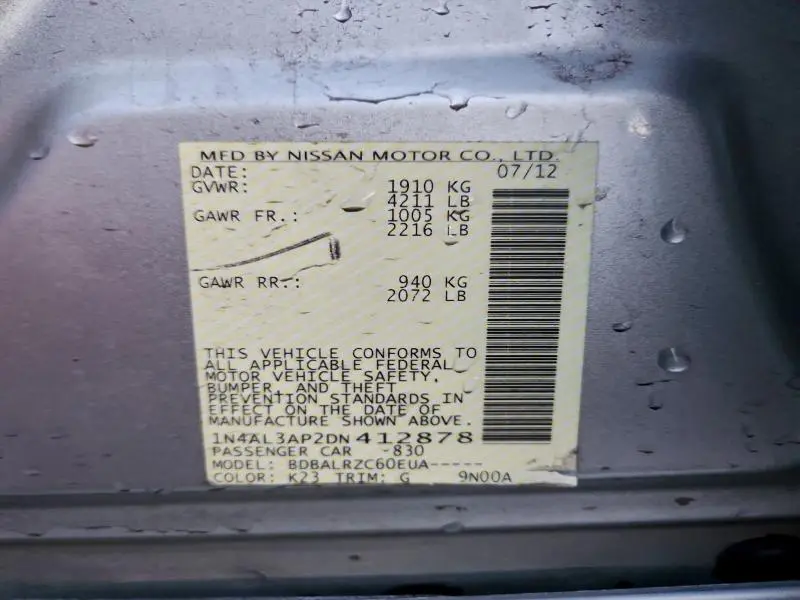 MFD BY NISSAN MOTOR CO., LTD.
DATE: 07/12
GVWR: 1910 KG
4211 LB
GAWR FR.: 1005 KG
2216 LB
GAWR RR.: 940 KG
2072 LB
THIS VEHICLE CONFORMS TO
ALL APPLICABLE FEDERAL
MOTOR VEHICLE SAFETY,
BUMPER, AND THEFT
PREVENTION STANDARDS IN
EFFECT ON THE DATE OF
MANUFACTURE SHOWN ABOVE.
1N4AL3AP2DN412878
PASSENGER CAR -830
MODEL: BDBALRZC60EUA-----
COLOR: K23 TRIM: G 9N00A